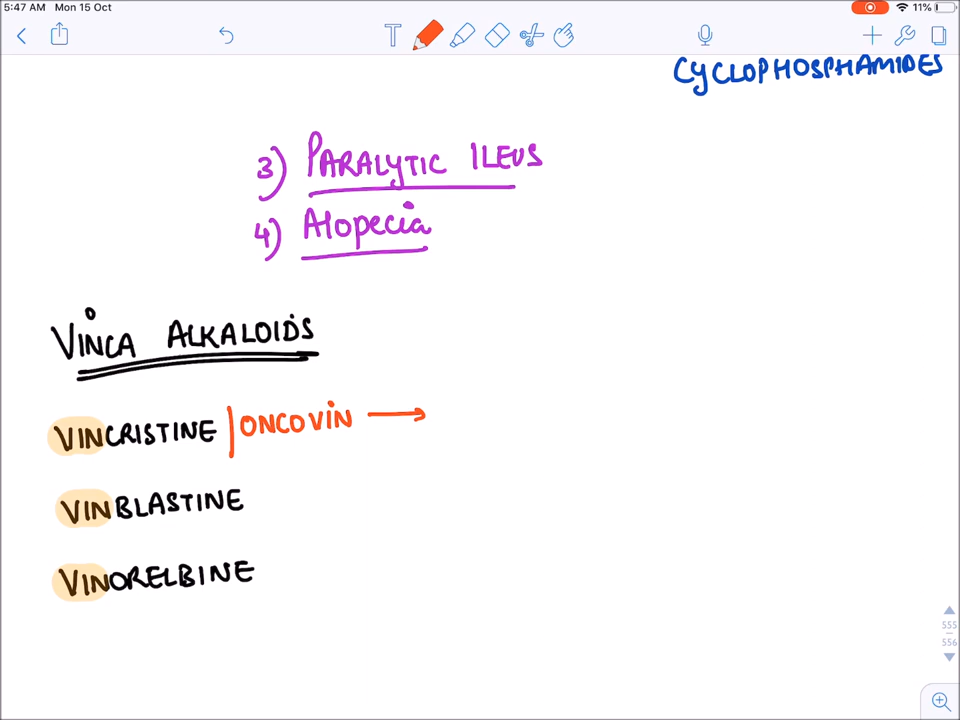 5:47 AM Mon 15 Oct 11%
T
CYCLOPHOSPHAMIDES
3) PARALYTIC ILEUS
4) Alopecia
VINCA ALKALOIDS
VINCRISTINE | ONCOVIN →
VINBLASTINE
VINORELBINE
555
556